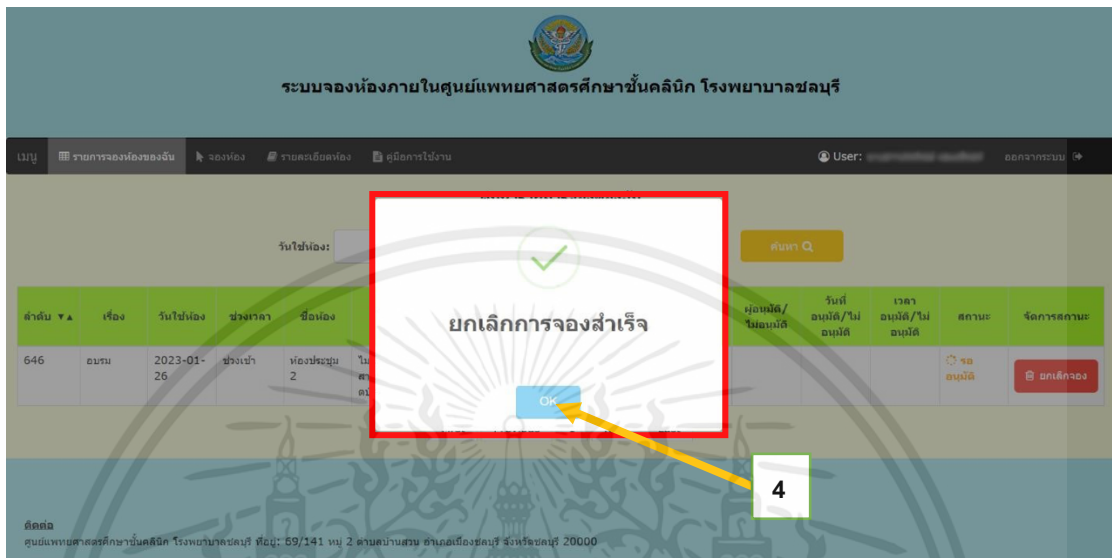 ระบบจองห้องภายในศูนย์แพทยศาสตรศึกษาชั้นคลินิก โรงพยาบาลชลบุรี
เมนู รายการจองห้องของฉัน จองห้อง รายละเอียดห้อง คู่มือการใช้งาน User: ออกจากระบบ
วันใช้ห้อง: ค้นหา
ยกเลิกการจองสำเร็จ
OK
ลำดับ ▼▲ เรื่อง วันใช้ห้อง ช่วงเวลา ชื่อห้อง ผู้อนุมัติ/ไม่อนุมัติ วันที่อนุมัติ/ไม่อนุมัติ เวลาอนุมัติ/ไม่อนุมัติ สถานะ จัดการสถานะ
646 อบรม 2023-01-26 ช่วงเช้า ห้องประชุม 2 รออนุมัติ ยกเลิกจอง
4
ติดต่อ
ศูนย์แพทยศาสตรศึกษาชั้นคลินิก โรงพยาบาลชลบุรี ที่อยู่: 69/141 หมู่ 2 ตำบลบ้านสวน อำเภอเมืองชลบุรี จังหวัดชลบุรี 20000